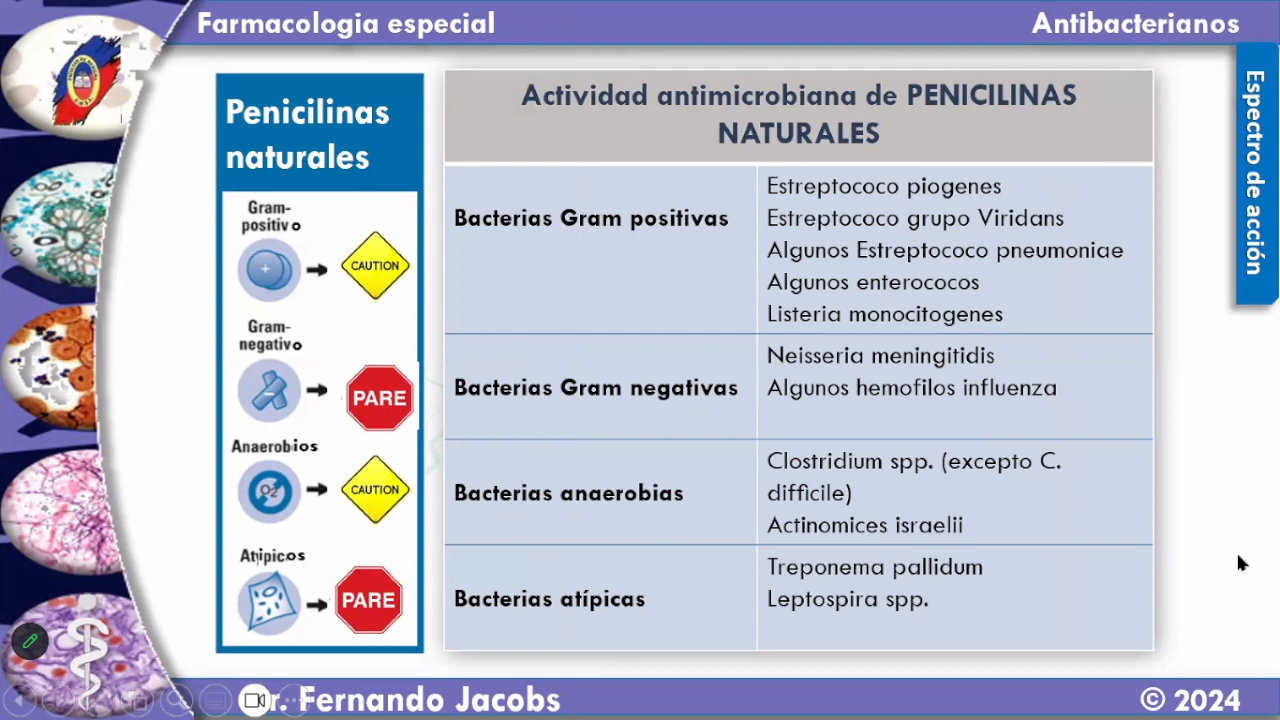 Farmacologia especial
Antibacterianos
Espectro de acción
Penicilinas
naturales
Gram-
positivo
CAUTION
Gram-
negativo
PARE
Anaerobios
O2
CAUTION
Atipicos
PARE
Actividad antimicrobiana de PENICILINAS
NATURALES
Bacterias Gram positivas
Estreptococo piogenes
Estreptococo grupo Viridans
Algunos Estreptococo pneumoniae
Algunos enterococos
Listeria monocitogenes
Bacterias Gram negativas
Neisseria meningitidis
Algunos hemofilos influenza
Bacterias anaerobias
Clostridium spp. (excepto C.
difficile)
Actinomices israelii
Bacterias atípicas
Treponema pallidum
Leptospira spp.
r. Fernando Jacobs
© 2024